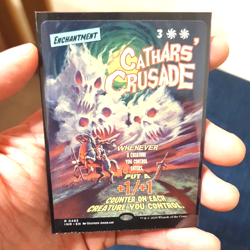 ENCHANTMENT
3
CATHARS'
CRUSADE
WHENEVER
A CREATURE
YOU CONTROL
ENTERS,
PUT A
+1/+1
COUNTER ON EACH
CREATURE YOU CONTROL.